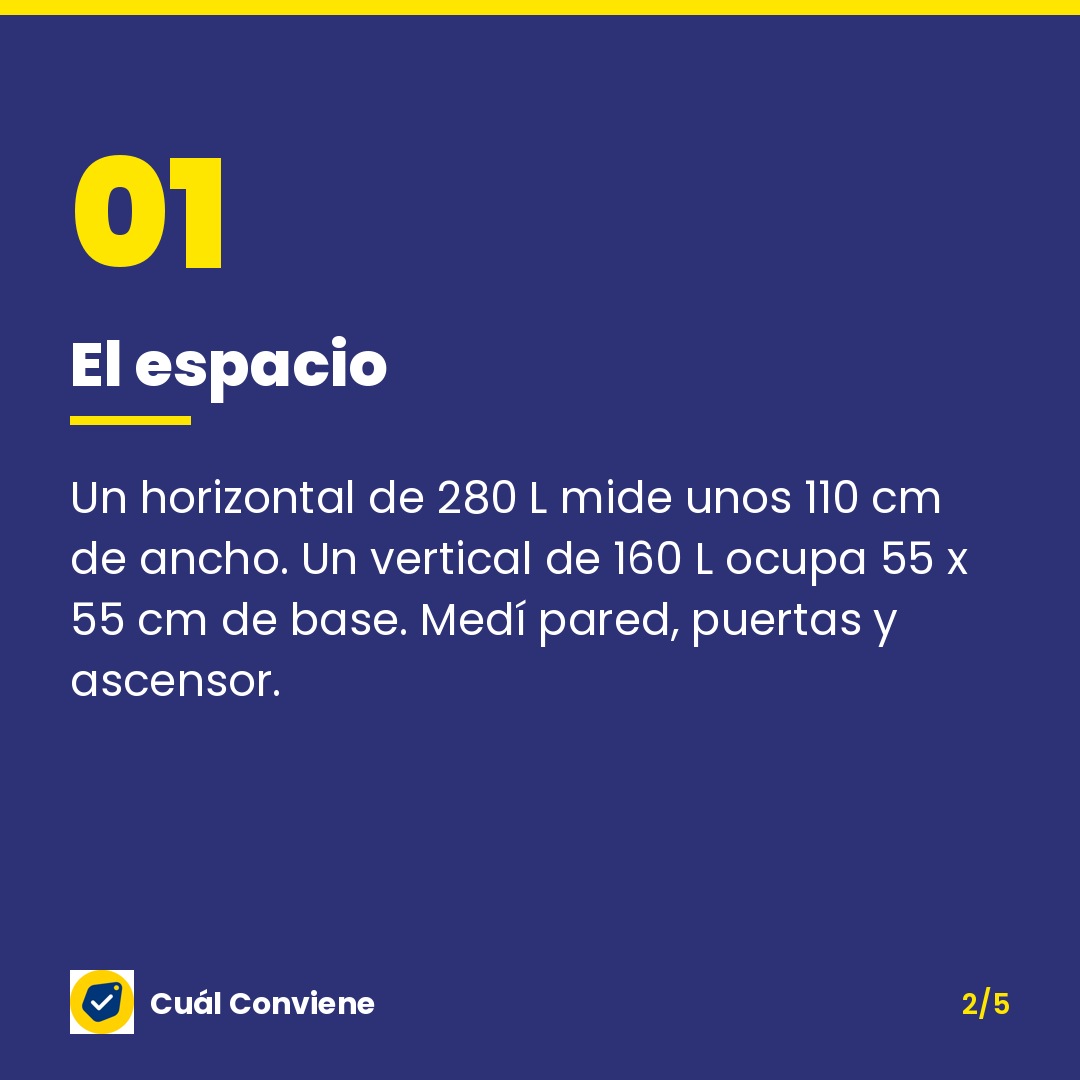 01
El espacio
Un horizontal de 280 L mide unos 110 cm
de ancho. Un vertical de 160 L ocupa 55 x
55 cm de base. Medí pared, puertas y
ascensor.
Cuál Conviene
2/5